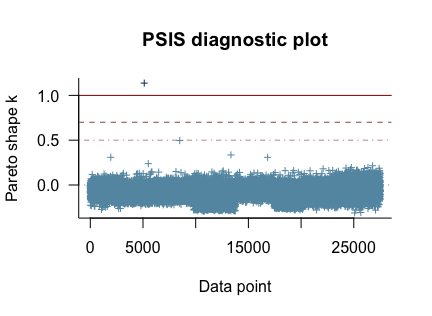 PSIS diagnostic plot
Pareto shape k
1.0
0.5
0.0
0 5000 15000 25000
Data point